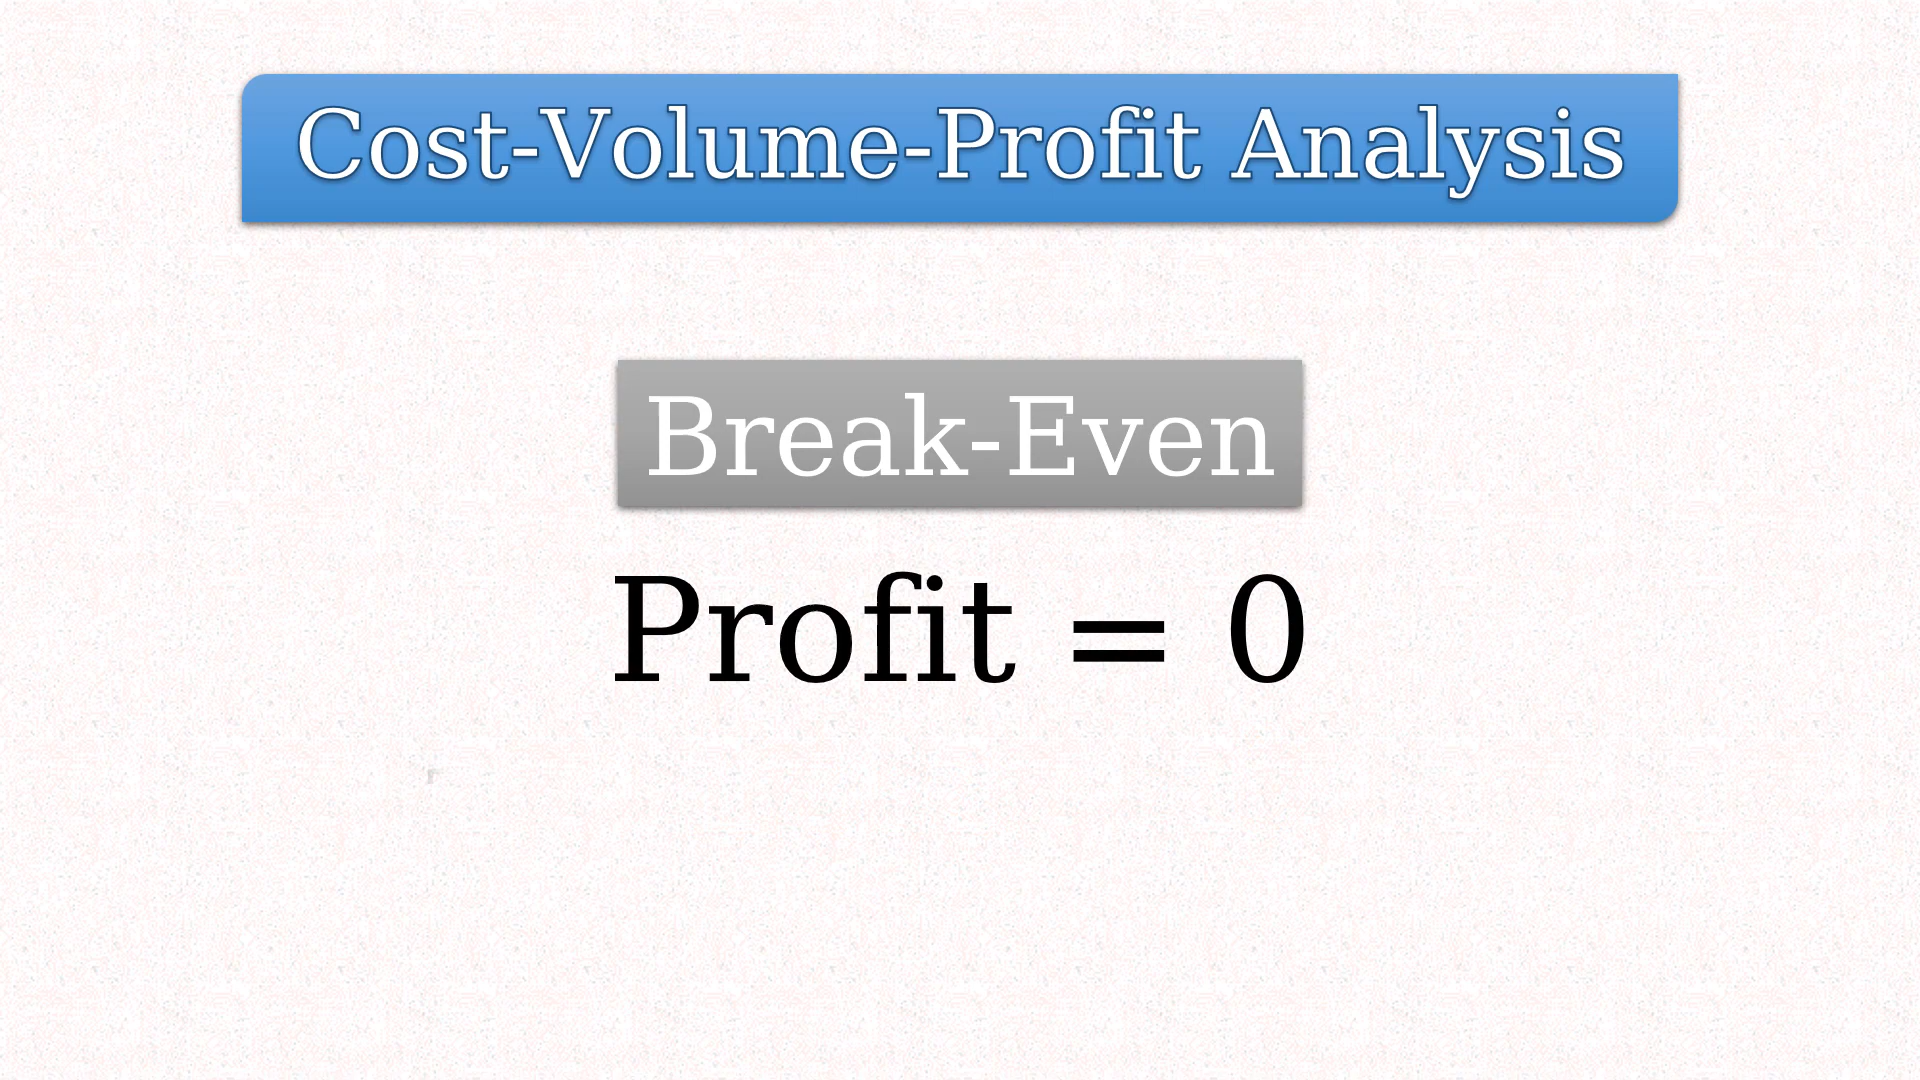 Cost-Volume-Profit Analysis
Break-Even
Profit = 0